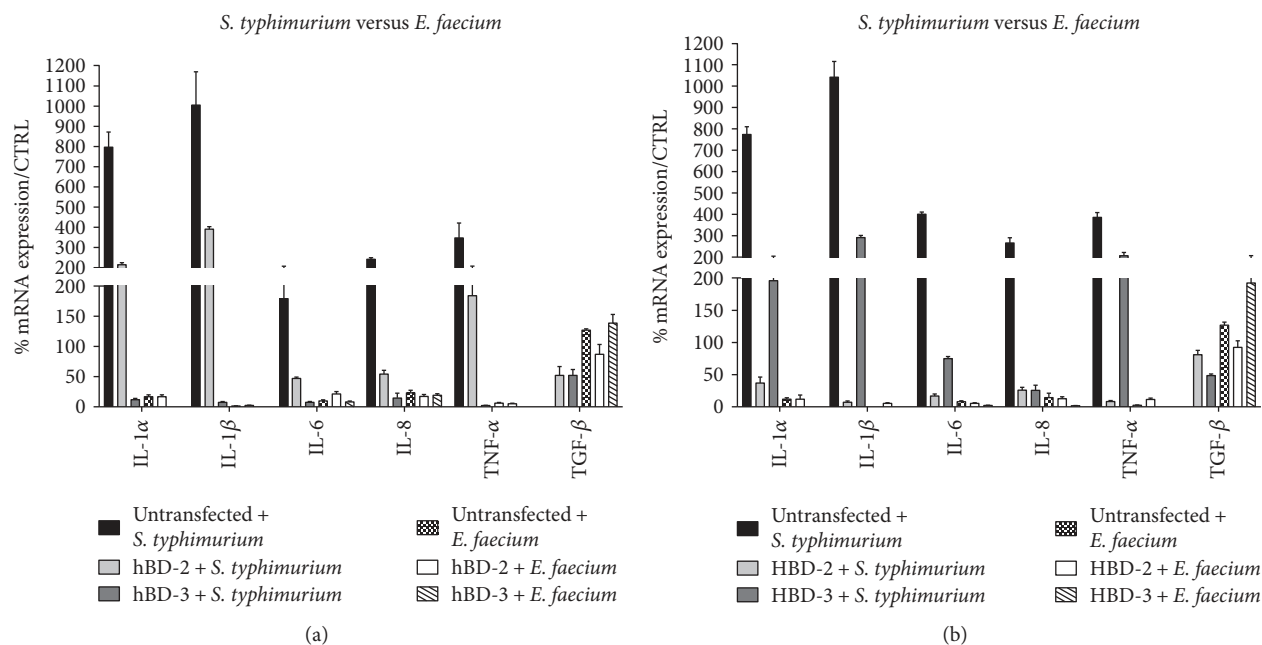 S. typhimurium versus E. faecium
% mRNA expression/CTRL
1200
1100
1000
900
800
700
600
500
400
300
200
200
150
100
50
0
IL-1α
IL-1β
IL-6
IL-8
TNF-α
TGF-β
Untransfected +
S. typhimurium
hBD-2 + S. typhimurium
hBD-3 + S. typhimurium
Untransfected +
E. faecium
hBD-2 + E. faecium
hBD-3 + E. faecium
(a)
S. typhimurium versus E. faecium
% mRNA expression/CTRL
1200
1100
1000
900
800
700
600
500
400
300
200
200
150
100
50
0
IL-1α
IL-1β
IL-6
IL-8
TNF-α
TGF-β
Untransfected +
S. typhimurium
HBD-2 + S. typhimurium
HBD-3 + S. typhimurium
Untransfected +
E. faecium
HBD-2 + E. faecium
HBD-3 + E. faecium
(b)